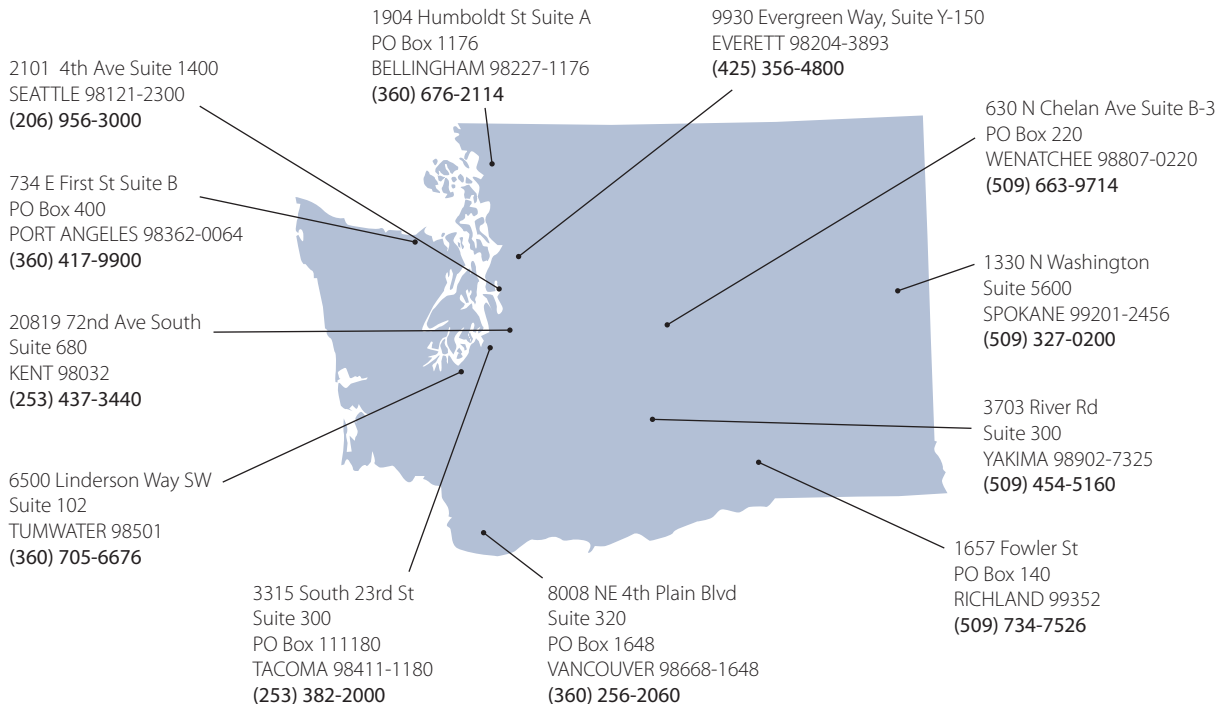 1904 Humboldt St Suite A
PO Box 1176
BELLINGHAM 98227-1176
(360) 676-2114
9930 Evergreen Way, Suite Y-150
EVERETT 98204-3893
(425) 356-4800
2101 4th Ave Suite 1400
SEATTLE 98121-2300
(206) 956-3000
630 N Chelan Ave Suite B-3
PO Box 220
WENATCHEE 98807-0220
(509) 663-9714
734 E First St Suite B
PO Box 400
PORT ANGELES 98362-0064
(360) 417-9900
1330 N Washington
Suite 5600
SPOKANE 99201-2456
(509) 327-0200
20819 72nd Ave South
Suite 680
KENT 98032
(253) 437-3440
3703 River Rd
Suite 300
YAKIMA 98902-7325
(509) 454-5160
6500 Linderson Way SW
Suite 102
TUMWATER 98501
(360) 705-6676
1657 Fowler St
PO Box 140
RICHLAND 99352
(509) 734-7526
3315 South 23rd St
Suite 300
PO Box 111180
TACOMA 98411-1180
(253) 382-2000
8008 NE 4th Plain Blvd
Suite 320
PO Box 1648
VANCOUVER 98668-1648
(360) 256-2060